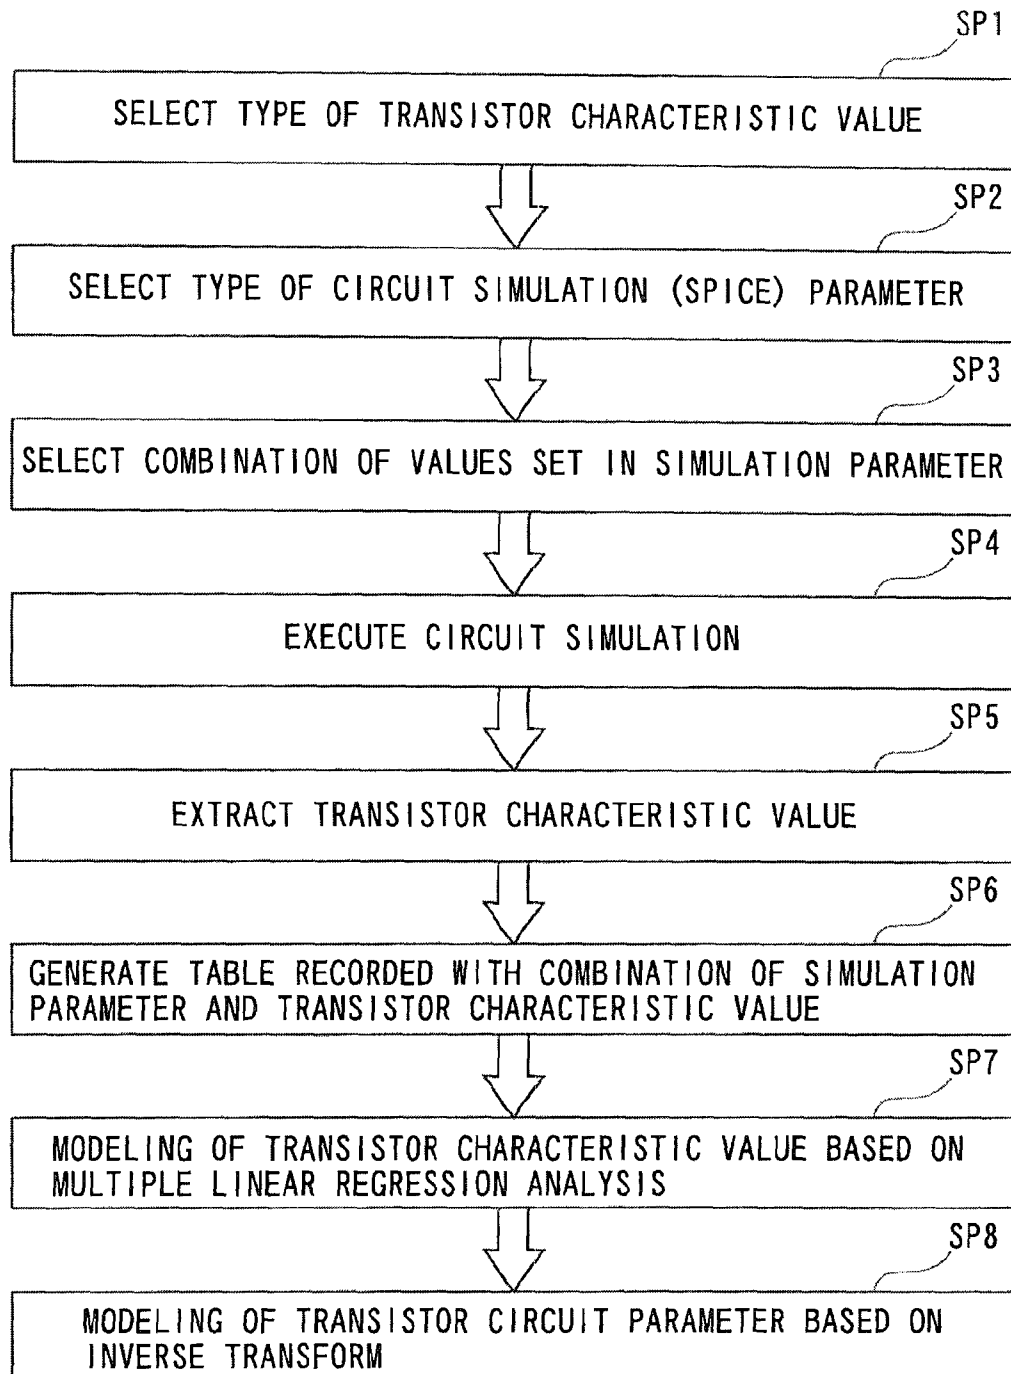 SP1
SELECT TYPE OF TRANSISTOR CHARACTERISTIC VALUE
SP2
SELECT TYPE OF CIRCUIT SIMULATION (SPICE) PARAMETER
SP3
SELECT COMBINATION OF VALUES SET IN SIMULATION PARAMETER
SP4
EXECUTE CIRCUIT SIMULATION
SP5
EXTRACT TRANSISTOR CHARACTERISTIC VALUE
SP6
GENERATE TABLE RECORDED WITH COMBINATION OF SIMULATION
PARAMETER AND TRANSISTOR CHARACTERISTIC VALUE
SP7
MODELING OF TRANSISTOR CHARACTERISTIC VALUE BASED ON
MULTIPLE LINEAR REGRESSION ANALYSIS
SP8
MODELING OF TRANSISTOR CIRCUIT PARAMETER BASED ON
INVERSE TRANSFORM